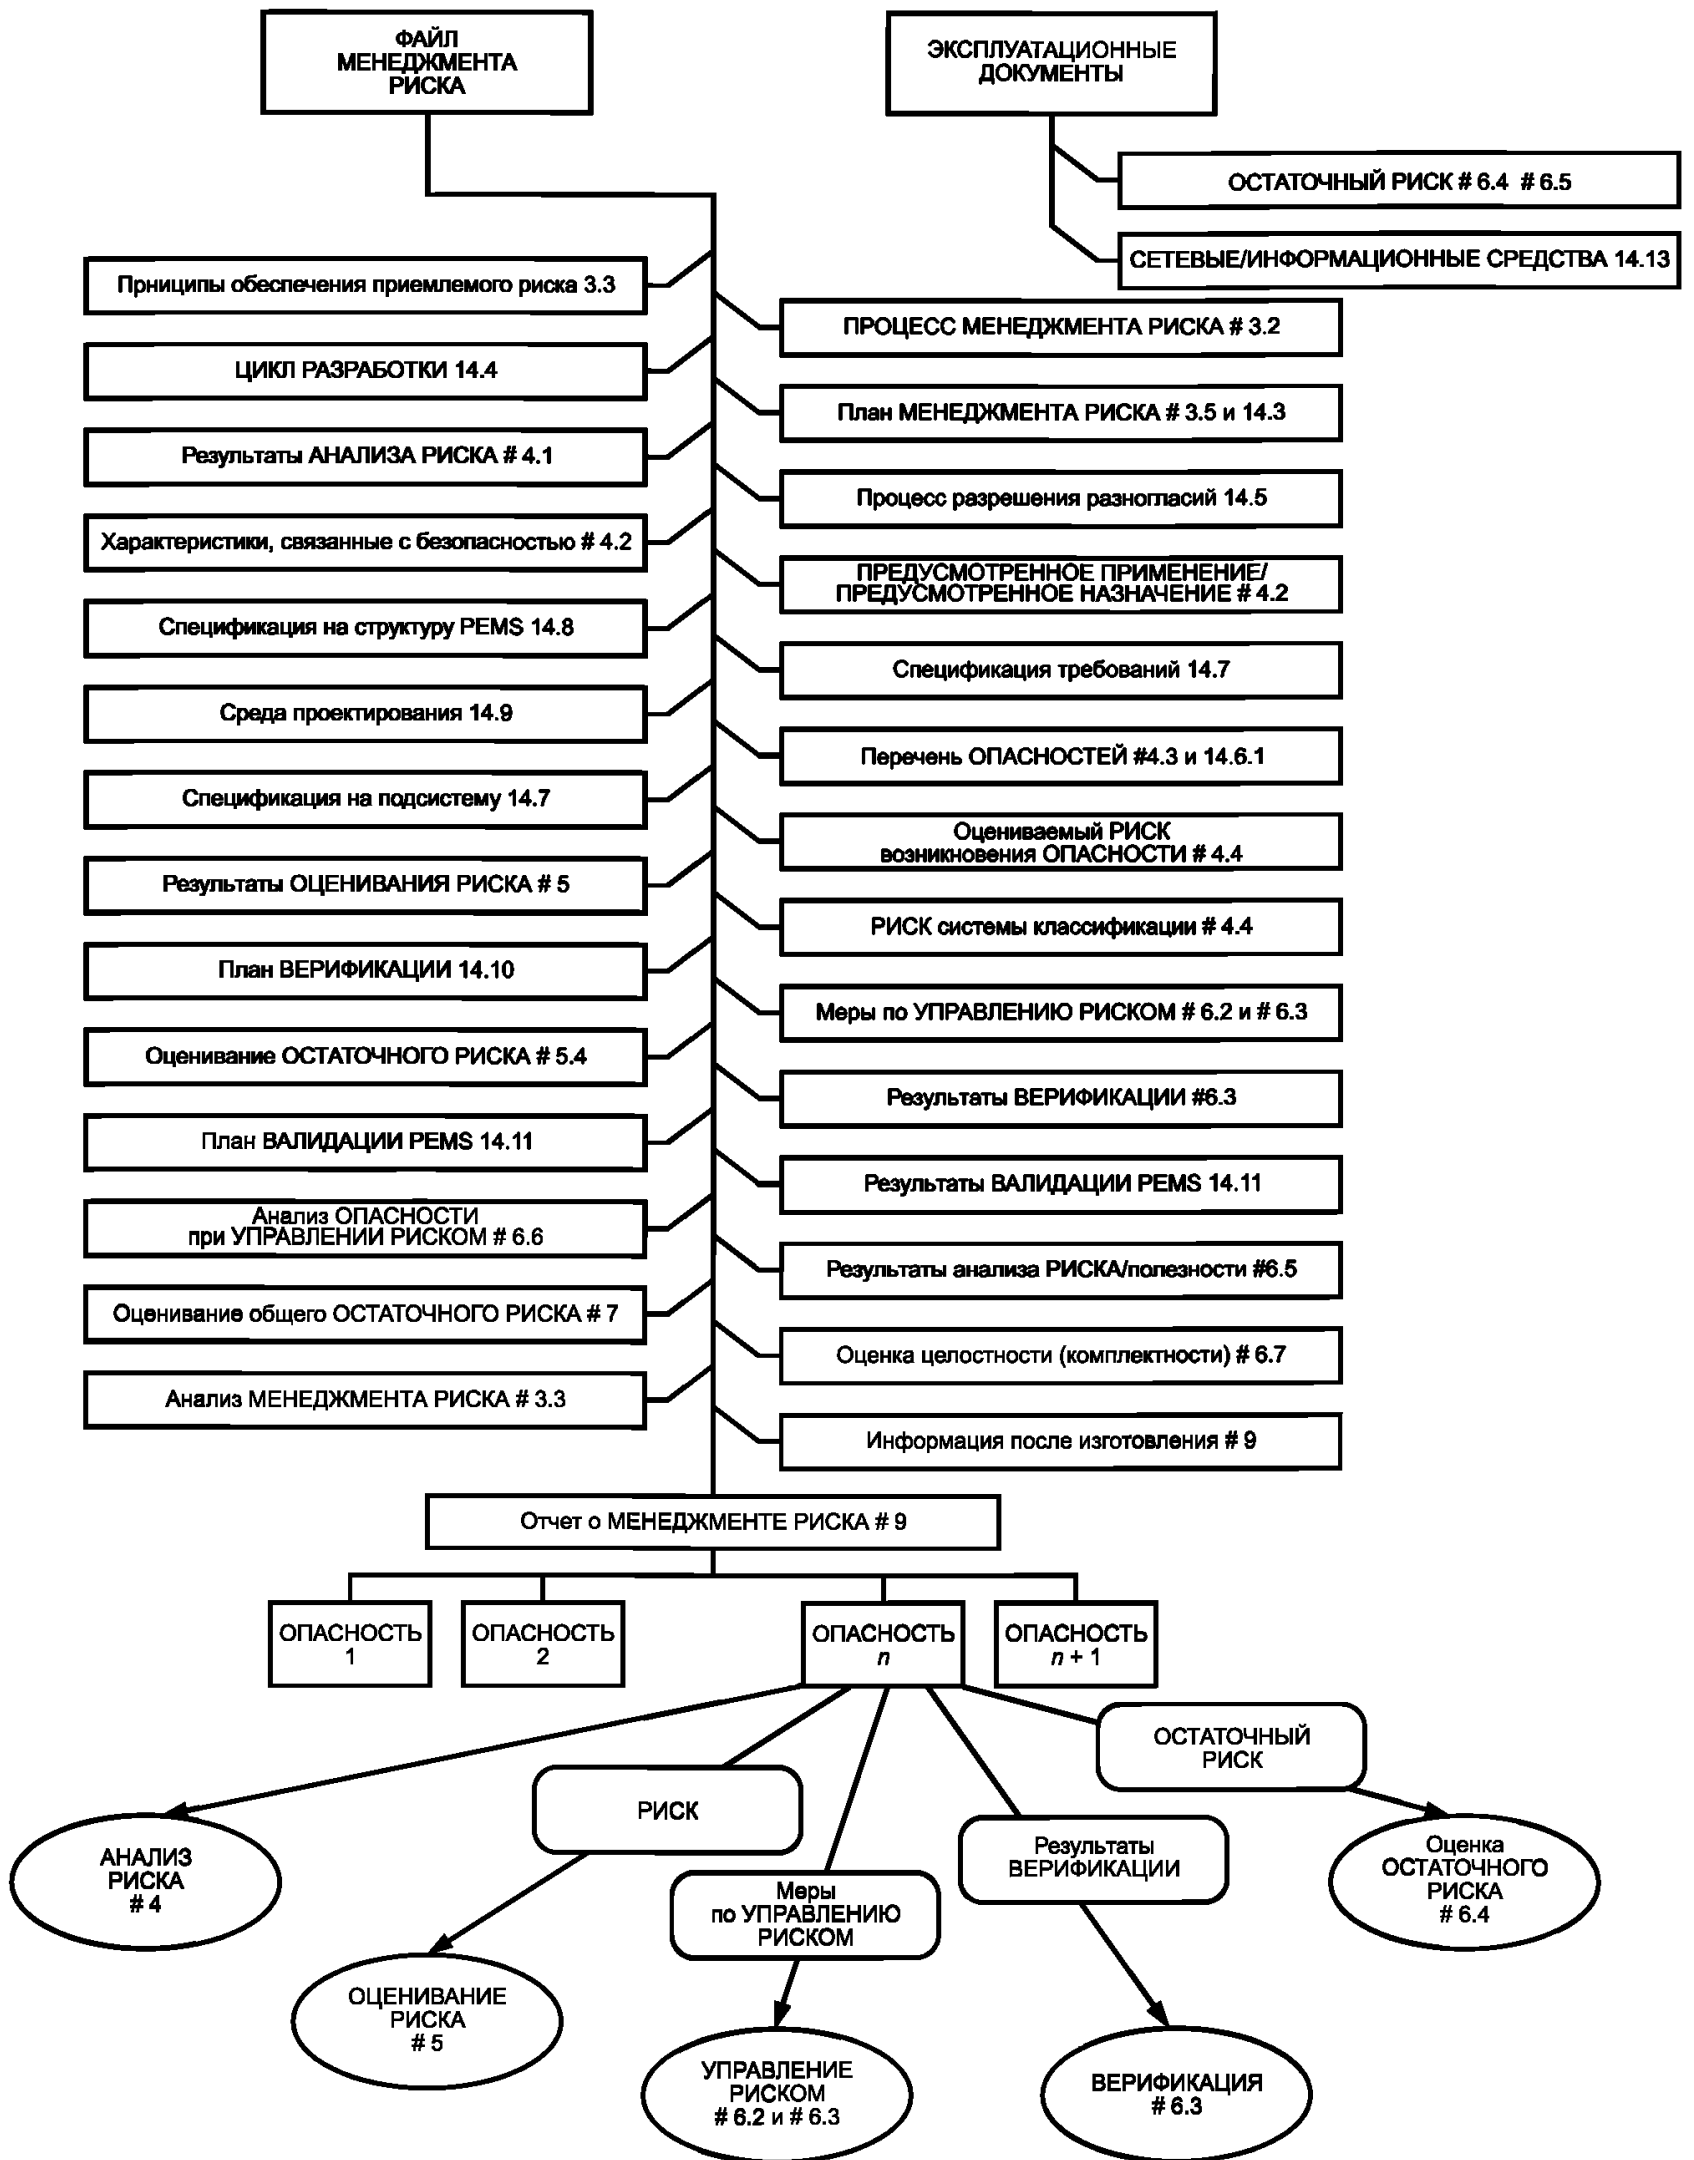 ФАЙЛ
МЕНЕДЖМЕНТА
РИСКА
ЭКСПЛУАТАЦИОННЫЕ
ДОКУМЕНТЫ
ОСТАТОЧНЫЙ РИСК # 6.4 # 6.5
СЕТЕВЫЕ/ИНФОРМАЦИОННЫЕ СРЕДСТВА 14.13
Прниципы обеспечения приемлемого риска 3.3
ПРОЦЕСС МЕНЕДЖМЕНТА РИСКА # 3.2
ЦИКЛ РАЗРАБОТКИ 14.4
План МЕНЕДЖМЕНТА РИСКА # 3.5 и 14.3
Результаты АНАЛИЗА РИСКА # 4.1
Процесс разрешения разногласий 14.5
Характеристики, связанные с безопасностью # 4.2
ПРЕДУСМОТРЕННОЕ ПРИМЕНЕНИЕ/
ПРЕДУСМОТРЕННОЕ НАЗНАЧЕНИЕ # 4.2
Спецификация на структуру PEMS 14.8
Спецификация требований 14.7
Среда проектирования 14.9
Перечень ОПАСНОСТЕЙ #4.3 и 14.6.1
Спецификация на подсистему 14.7
Оцениваемый РИСК
возникновения ОПАСНОСТИ # 4.4
Результаты ОЦЕНИВАНИЯ РИСКА # 5
РИСК системы классификации # 4.4
План ВЕРИФИКАЦИИ 14.10
Меры по УПРАВЛЕНИЮ РИСКОМ # 6.2 и # 6.3
Оценивание ОСТАТОЧНОГО РИСКА # 5.4
Результаты ВЕРИФИКАЦИИ #6.3
План ВАЛИДАЦИИ PEMS 14.11
Результаты ВАЛИДАЦИИ PEMS 14.11
Анализ ОПАСНОСТИ
при УПРАВЛЕНИИ РИСКОМ # 6.6
Результаты анализа РИСКА/полезности #6.5
Оценивание общего ОСТАТОЧНОГО РИСКА # 7
Оценка целостности (комплектности) # 6.7
Анализ МЕНЕДЖМЕНТА РИСКА # 3.3
Информация после изготовления # 9
Отчет о МЕНЕДЖМЕНТЕ РИСКА # 9
ОПАСНОСТЬ
1
ОПАСНОСТЬ
2
ОПАСНОСТЬ
n
ОПАСНОСТЬ
n + 1
ОСТАТОЧНЫЙ
РИСК
РИСК
Результаты
ВЕРИФИКАЦИИ
Меры
по УПРАВЛЕНИЮ
РИСКОМ
АНАЛИЗ
РИСКА
# 4
Оценка
ОСТАТОЧНОГО
РИСКА
# 6.4
ОЦЕНИВАНИЕ
РИСКА
# 5
УПРАВЛЕНИЕ
РИСКОМ
# 6.2 и # 6.3
ВЕРИФИКАЦИЯ
# 6.3